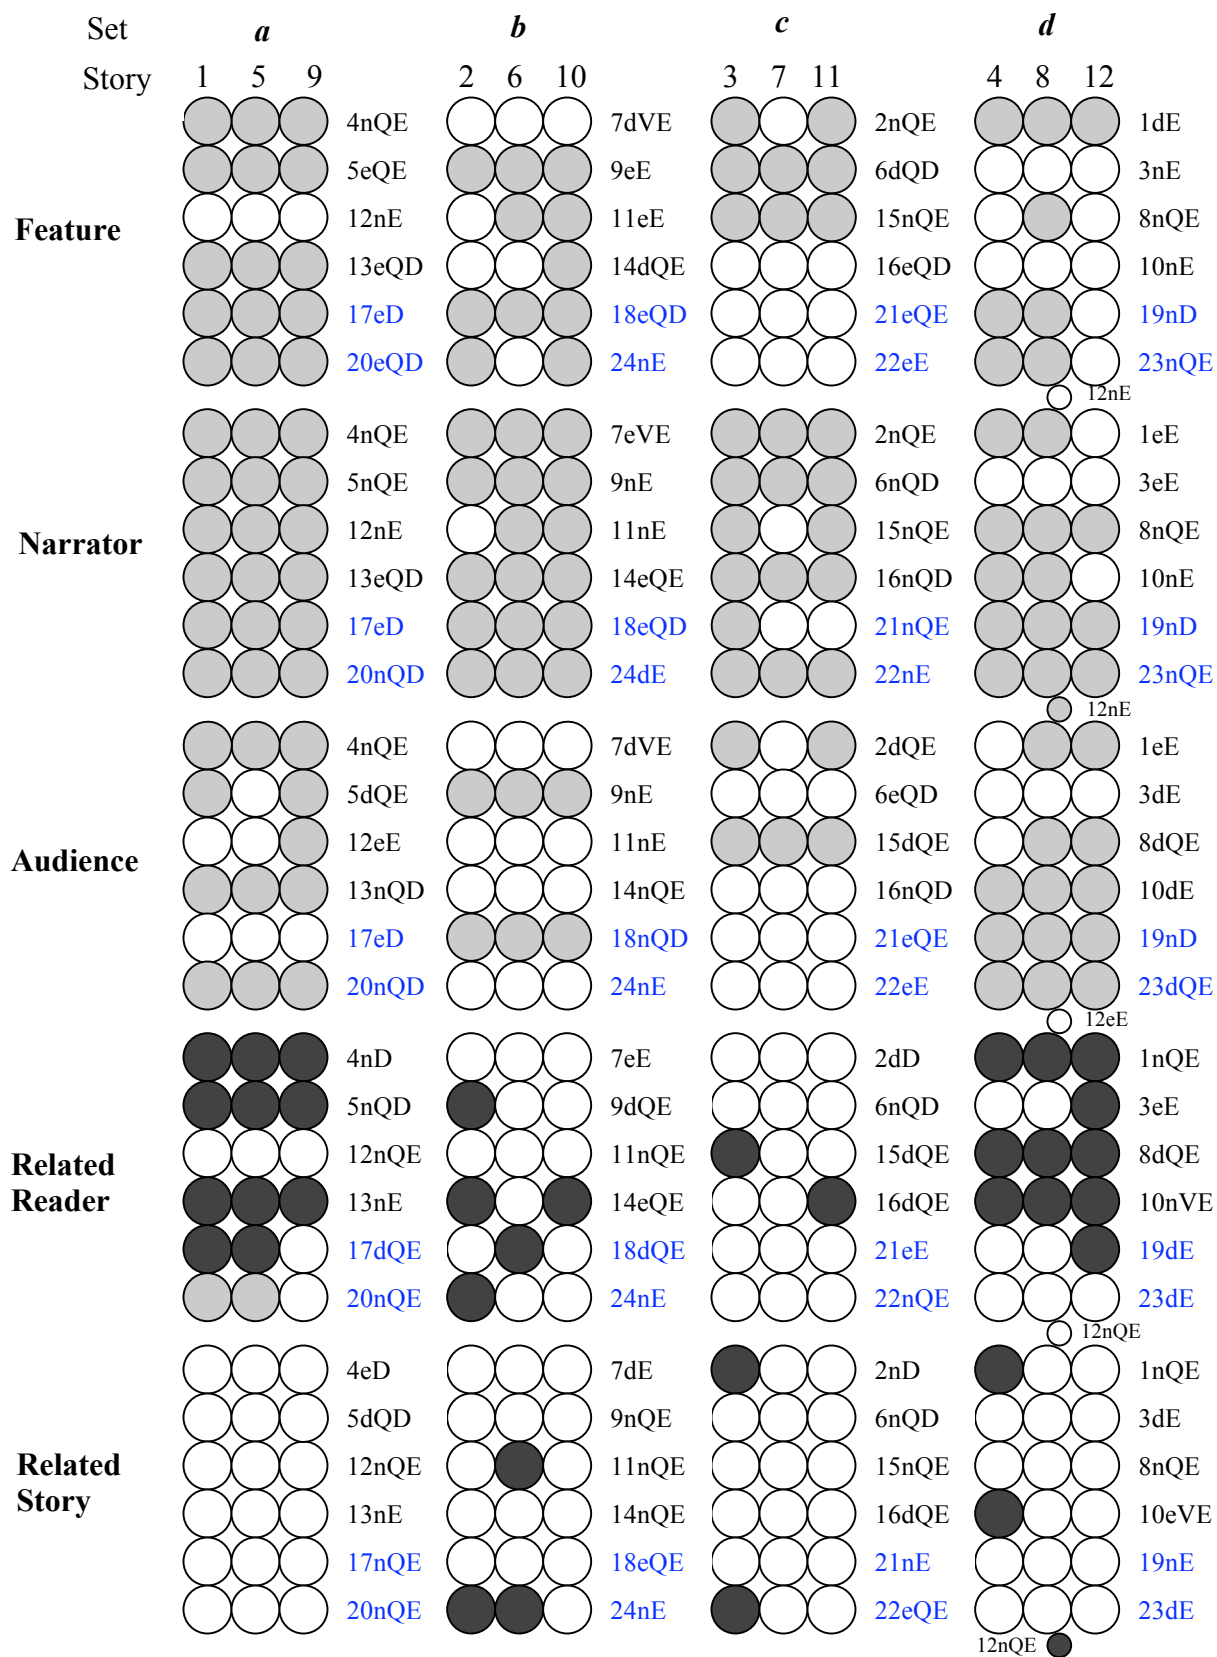 Set a b c d
Story 1 5 9 2 6 10 3 7 11 4 8 12
4nQE 7dVE 2nQE 1dE
5eQE 9eE 6dQD 3nE
Feature 12nE 11eE 15nQE 8nQE
13eQD 14dQE 16eQD 10nE
17eD 18eQD 21eQE 19nD
20eQD 24nE 22eE 23nQE
12nE
4nQE 7eVE 2nQE 1eE
5nQE 9nE 6nQD 3eE
Narrator 12nE 11nE 15nQE 8nQE
13eQD 14eQE 16nQD 10nE
17eD 18eQD 21nQE 19nD
20nQD 24dE 22nE 23nQE
12nE
4nQE 7dVE 2dQE 1eE
5dQE 9nE 6eQD 3dE
Audience 12eE 11nE 15dQE 8dQE
13nQD 14nQE 16nQD 10dE
17eD 18nQD 21eQE 19nD
20nQD 24nE 22eE 23dQE
12eE
4nD 7eE 2dD 1nQE
5nQD 9dQE 6nQD 3eE
Related 12nQE 11nQE 15dQE 8dQE
Reader 13nE 14eQE 16dQE 10nVE
17dQE 18dQE 21eE 19dE
20nQE 24nE 22nQE 23dE
12nQE
4eD 7dE 2nD 1nQE
5dQD 9nQE 6nQD 3dE
Related 12nQE 11nQE 15nQE 8nQE
Story 13nE 14nQE 16dQE 10eVE
17nQE 18eQE 21nE 19nE
20nQE 24nE 22eQE 23dE
12nQE